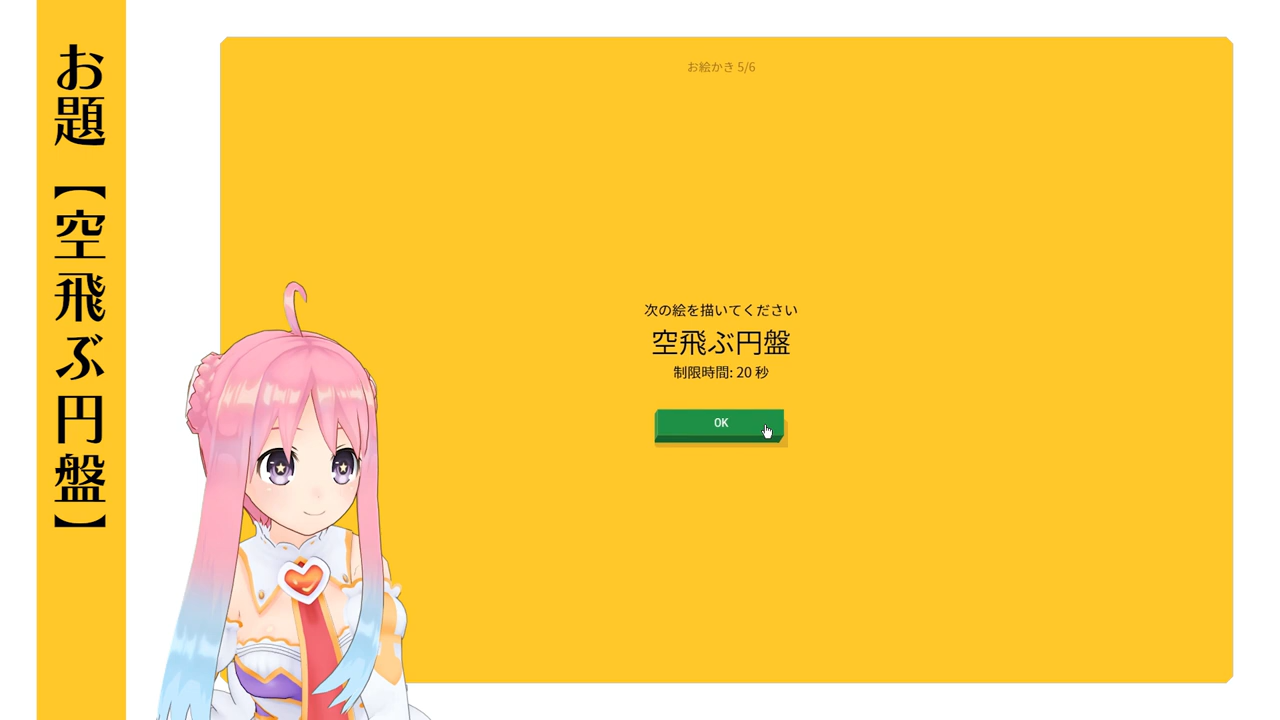 お題【空飛ぶ円盤】
お絵かき 5/6
次の絵を描いてください
空飛ぶ円盤
制限時間: 20 秒
OK